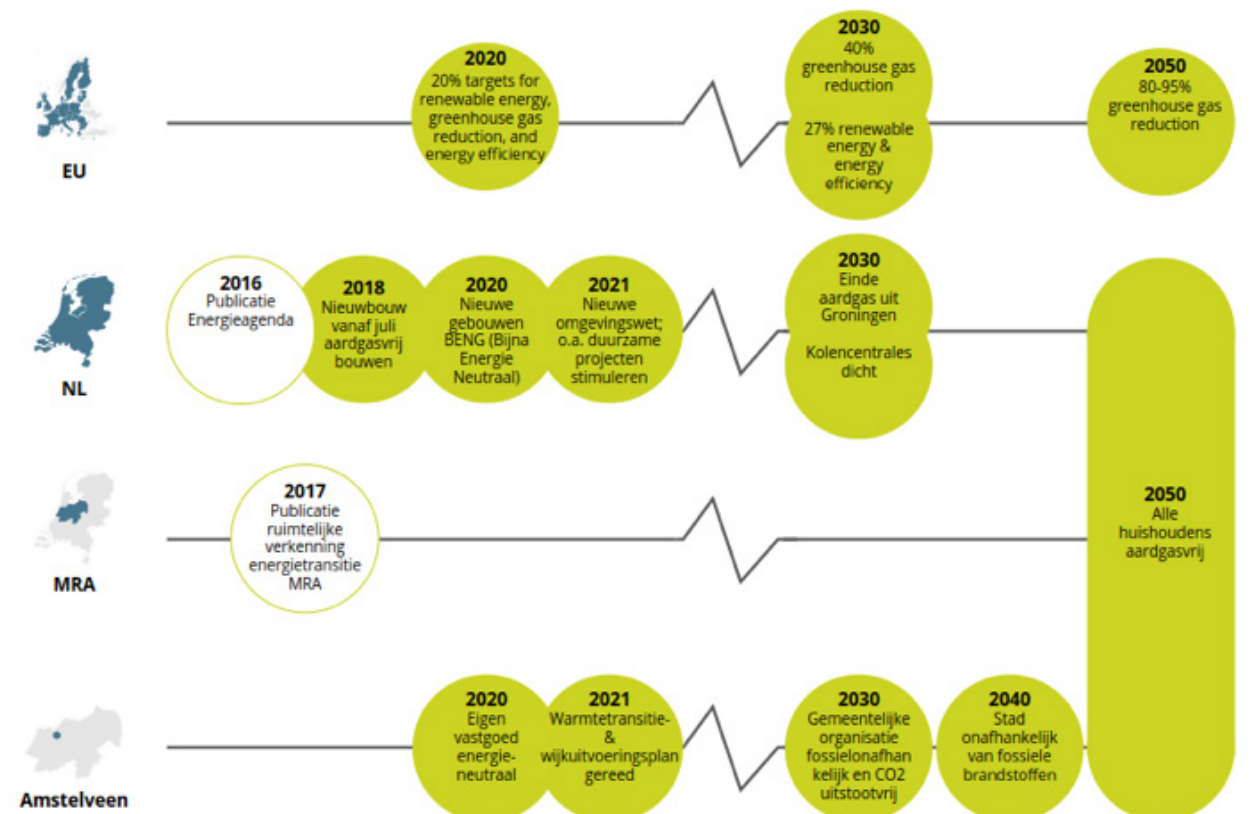 EU
2020
20% targets for
renewable energy,
greenhouse gas
reduction, and
energy efficiency
2030
40%
greenhouse gas
reduction
27% renewable
energy &
energy
efficiency
2050
80-95%
greenhouse gas
reduction
NL
2016
Publicatie
Energieagenda
2018
Nieuwbouw
vanaf juli
aardgasvrij
bouwen
2020
Nieuwe
gebouwen
BENG (Bijna
Energie
Neutraal)
2021
Nieuwe
omgevingswet;
o.a. duurzame
projecten
stimuleren
2030
Einde
aardgas uit
Groningen
Kolencentrales
dicht
MRA
2017
Publicatie
ruimtelijke
verkenning
energietransitie
MRA
2050
Alle
huishoudens
aardgasvrij
Amstelveen
2020
Eigen
vastgoed
energie-
neutraal
2021
Warmtetransitie-
&
wijkuitvoeringsplan
gereed
2030
Gemeentelijke
organisatie
fossielonafhan
kelijk en CO2
uitstootvrij
2040
Stad
onafhankelijk
van fossiele
brandstoffen